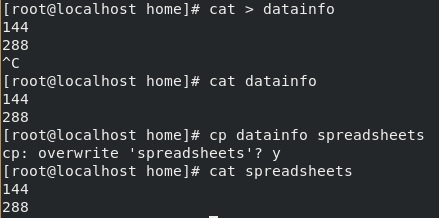 [root@localhost home]# cat > datainfo
144
288
^C
[root@localhost home]# cat datainfo
144
288
[root@localhost home]# cp datainfo spreadsheets
cp: overwrite 'spreadsheets'? y
[root@localhost home]# cat spreadsheets
144
288